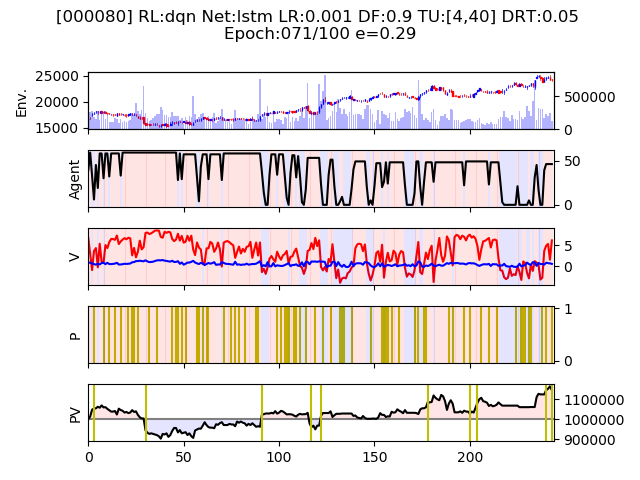 [000080] RL:dqn Net:lstm LR:0.001 DF:0.9 TU:[4,40] DRT:0.05
Epoch:071/100 e=0.29
Env.
25000
20000
15000
500000
0
Agent
50
0
V
5
0
P
1
0
PV
1100000
1000000
900000
0 50 100 150 200